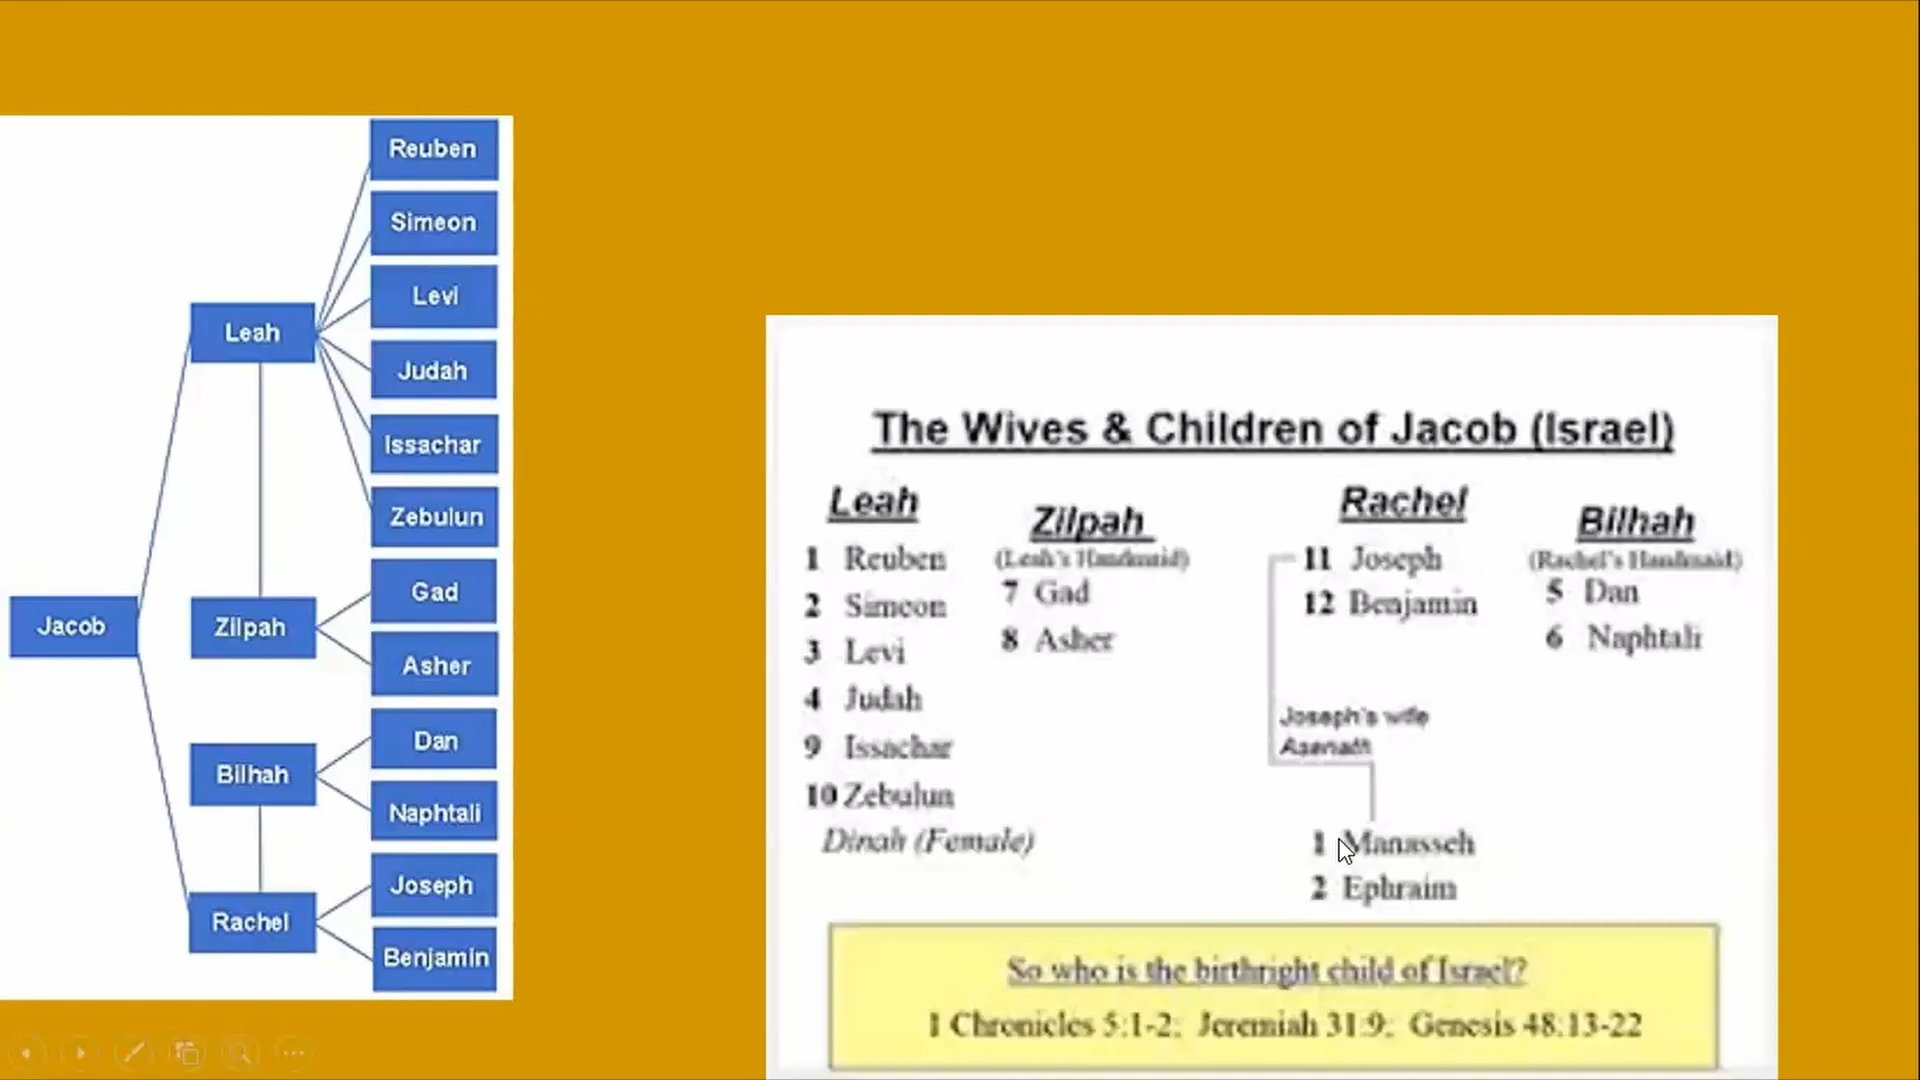 Reuben
Simeon
Levi
Leah
Judah
Issachar
Zebulun
Gad
Jacob
Zilpah
Asher
Dan
Bilhah
Naphtali
Joseph
Rachel
Benjamin
The Wives & Children of Jacob (Israel)
Leah
1 Reuben
2 Simeon
3 Levi
4 Judah
9 Issachar
10 Zebulun
Dinah (Female)
Zilpah
(Leah's Handmaid)
7 Gad
8 Asher
Rachel
11 Joseph
12 Benjamin
Joseph's wife
Asenath
1 Manasseh
2 Ephraim
Bilhah
(Rachel's Handmaid)
5 Dan
6 Naphtali
So who is the birthright child of Israel?
1 Chronicles 5:1-2; Jeremiah 31:9; Genesis 48:13-22